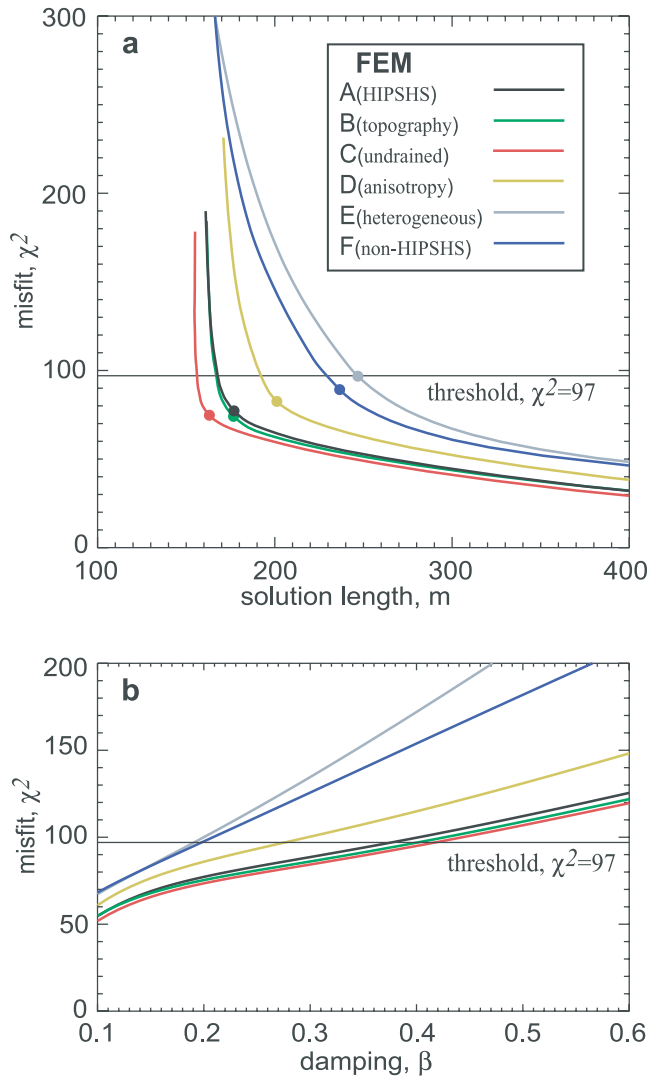 a
300
200
100
0
misfit, χ²
FEM
A(HIPSHS)
B(topography)
C(undrained)
D(anisotropy)
E(heterogeneous)
F(non-HIPSHS)
threshold, χ²=97
100 200 300 400
solution length, m
b
200
150
100
50
0
misfit, χ²
threshold, χ²=97
0.1 0.2 0.3 0.4 0.5 0.6
damping, β